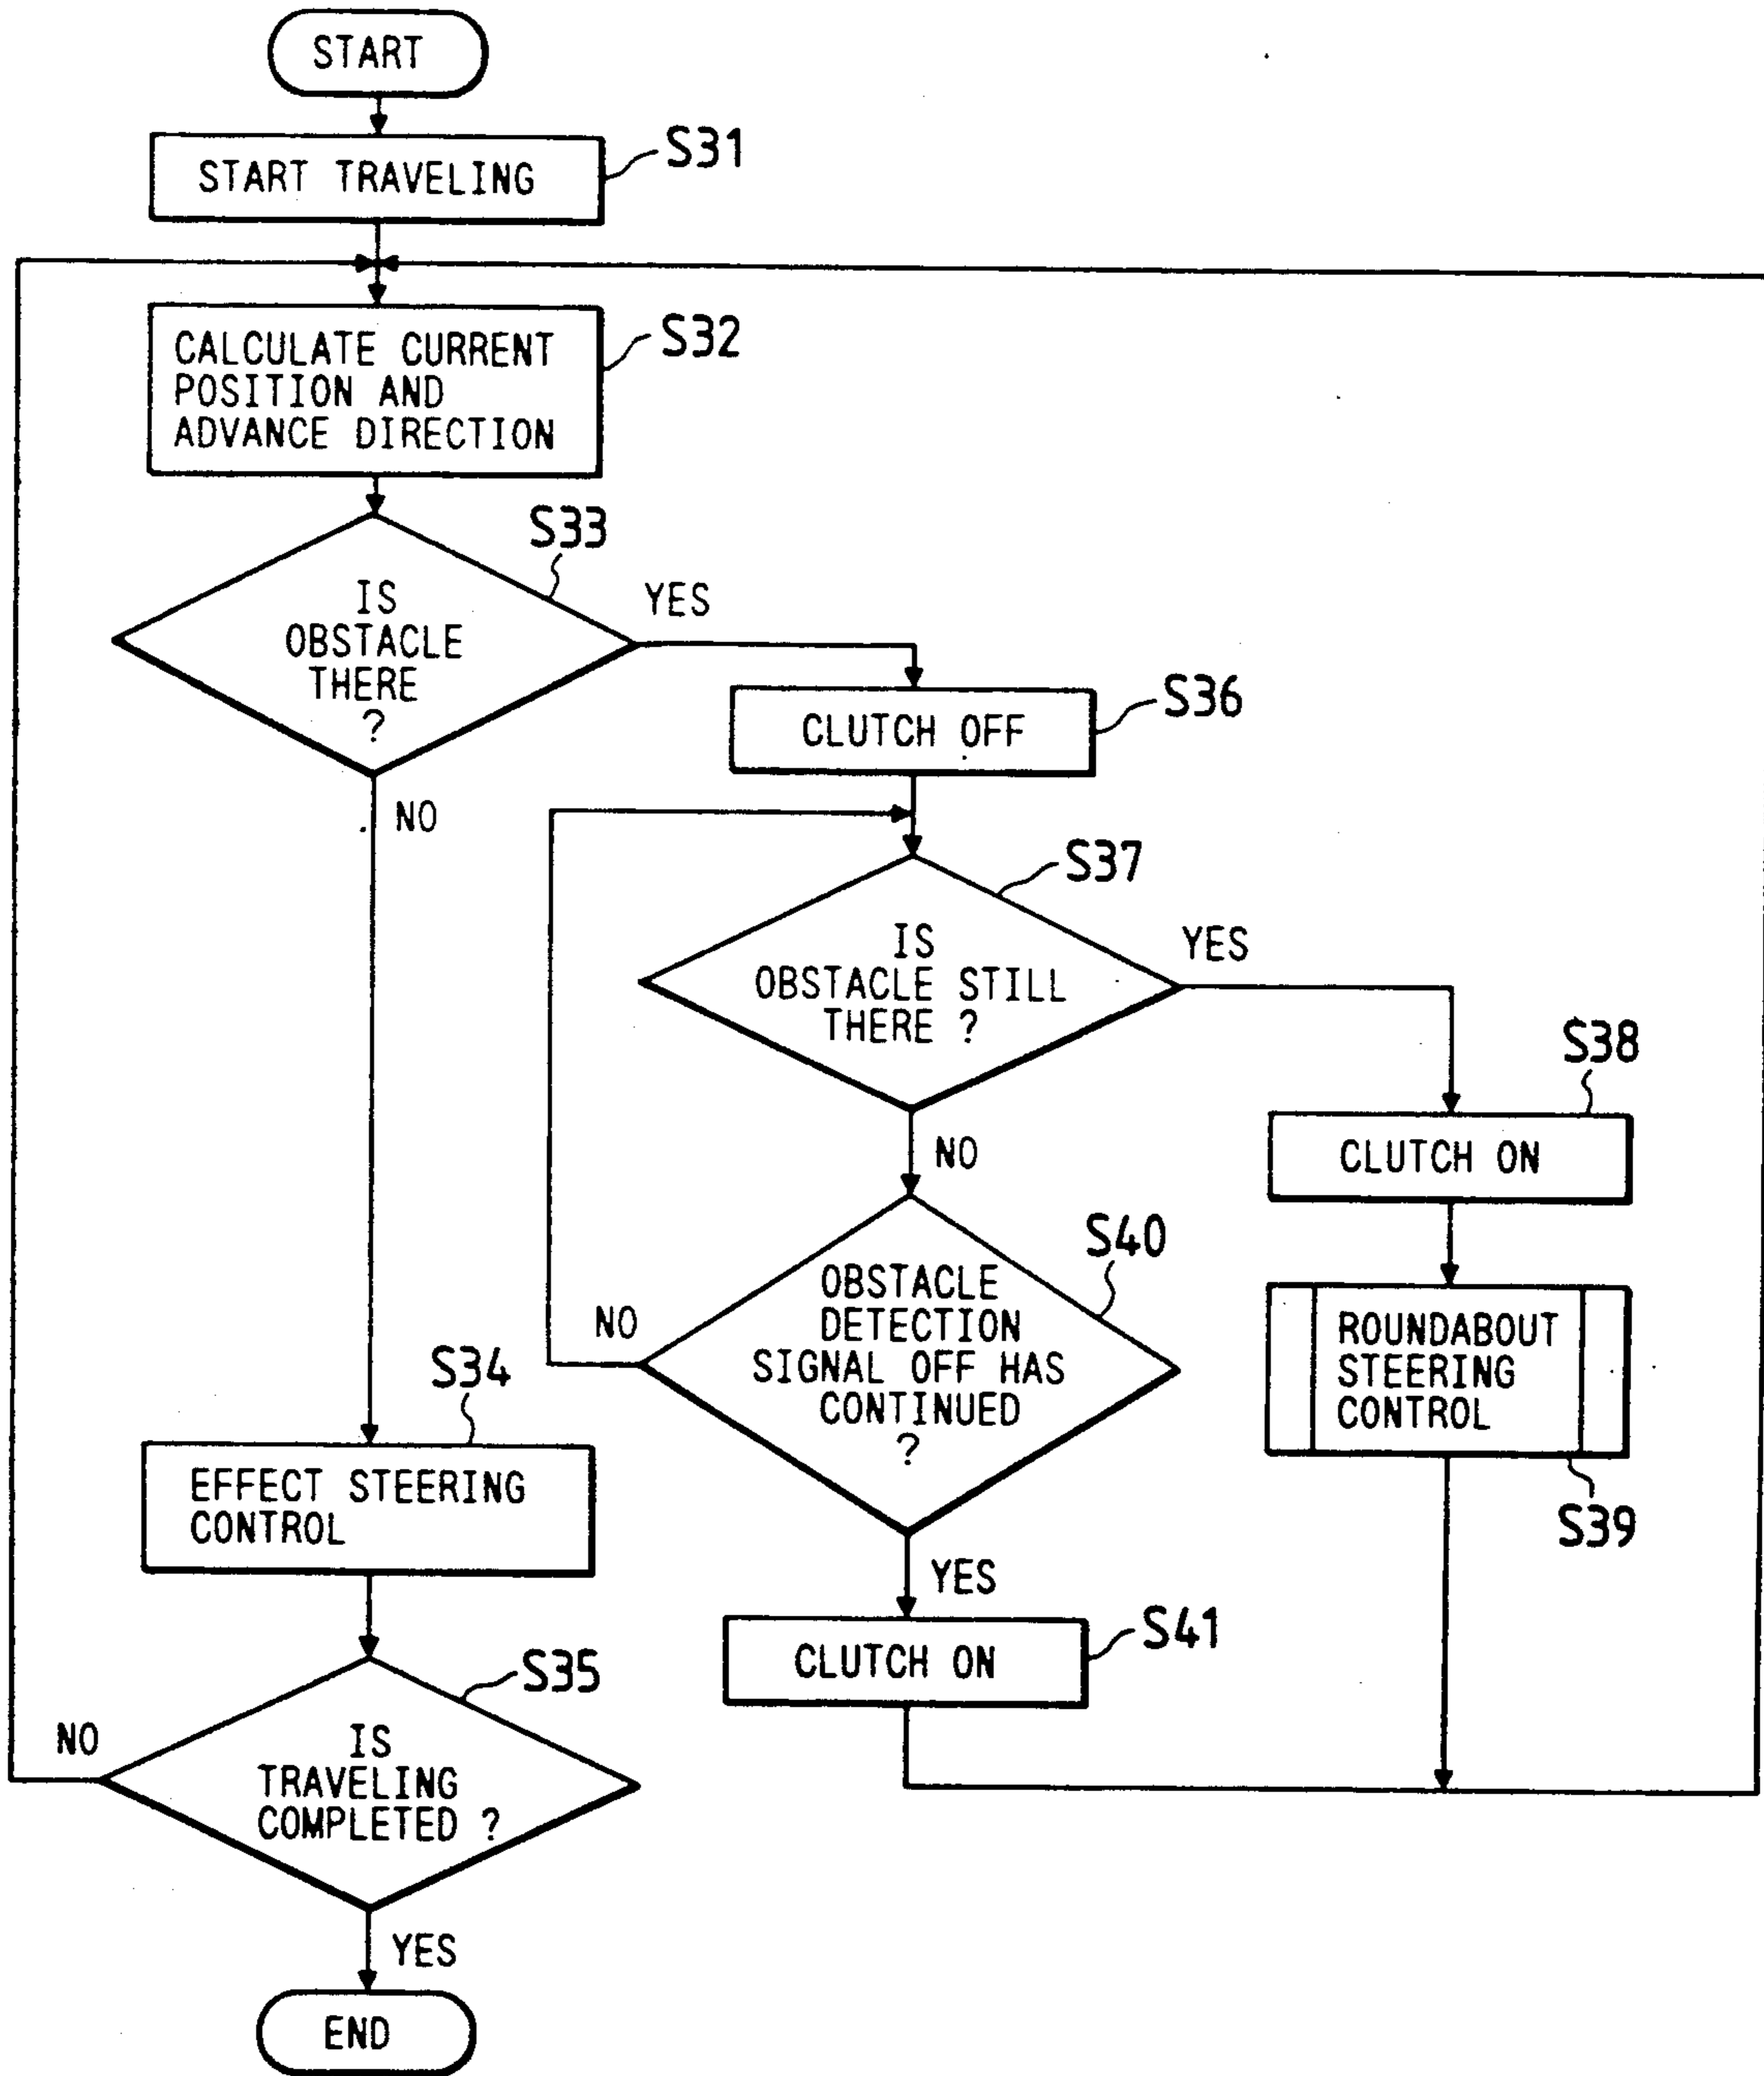 START
START TRAVELING
S31
CALCULATE CURRENT
POSITION AND
ADVANCE DIRECTION
S32
S33
IS
OBSTACLE
THERE
?
YES
NO
CLUTCH OFF
S36
S37
IS
OBSTACLE STILL
THERE ?
YES
NO
S38
CLUTCH ON
S40
OBSTACLE
DETECTION
SIGNAL OFF HAS
CONTINUED
?
NO
YES
ROUNDABOUT
STEERING
CONTROL
S39
S34
EFFECT STEERING
CONTROL
CLUTCH ON
S41
S35
IS
TRAVELING
COMPLETED ?
NO
YES
END